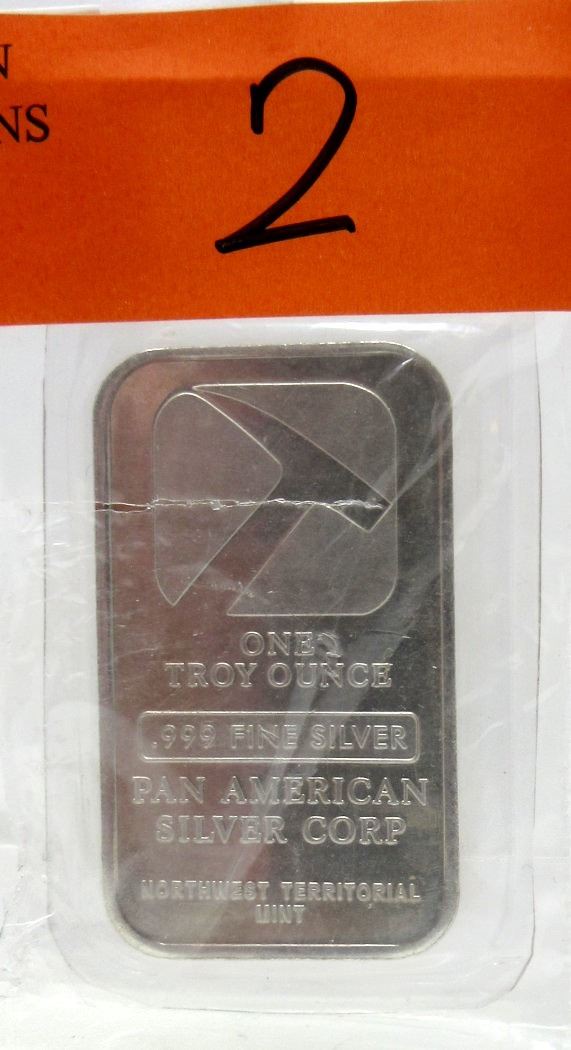 N
NS
2
ONE
TROY OUNCE
.999 FINE SILVER
PAN AMERICAN
SILVER CORP
NORTHWEST TERRITORIAL
MINT